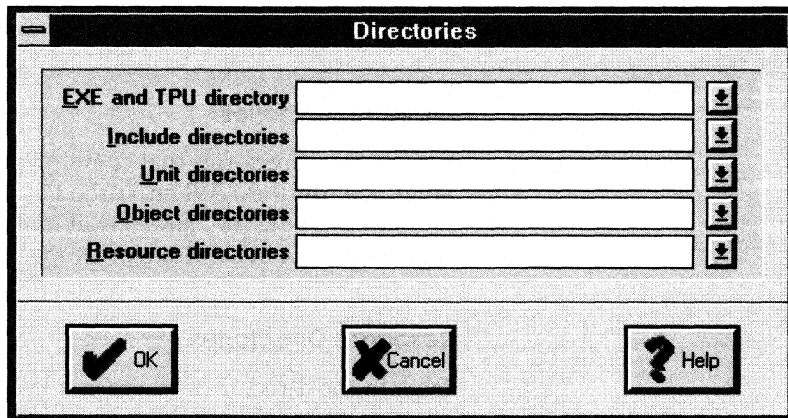 Directories
EXE and TPU directory
Include directories
Unit directories
Object directories
Resource directories
OK
Cancel
Help